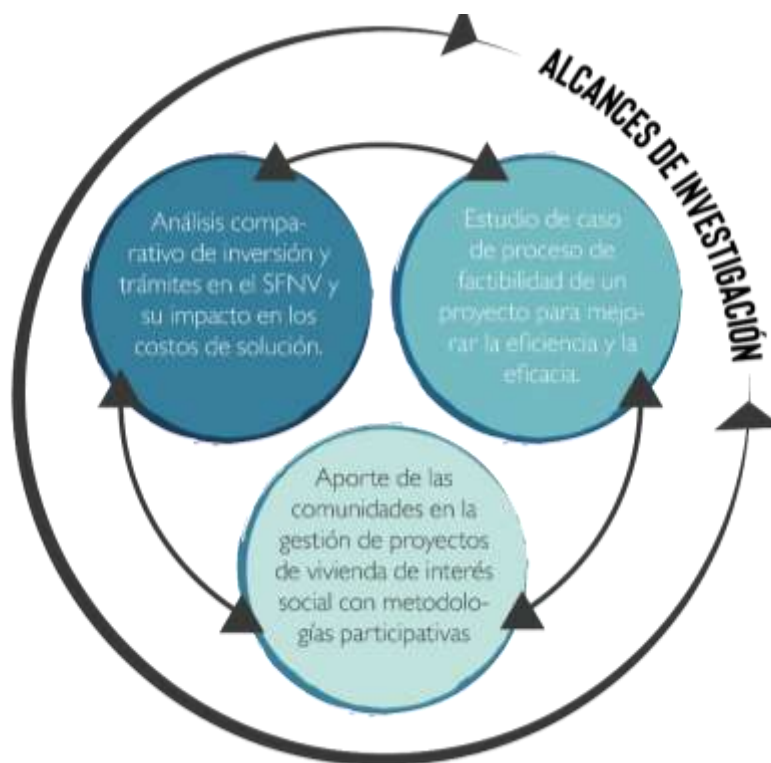 ALCANCES DE INVESTIGACIÓN
Análisis compa-
rativo de inversión y
trámites en el SFNV y
su impacto en los
costos de solución.
Estudio de caso
de proceso de
factibilidad de un
proyecto para mejo-
rar la eficiencia y la
eficacia.
Aporte de las
comunidades en la
gestión de proyectos
de vivienda de interés
social con metodolo-
gías participativas